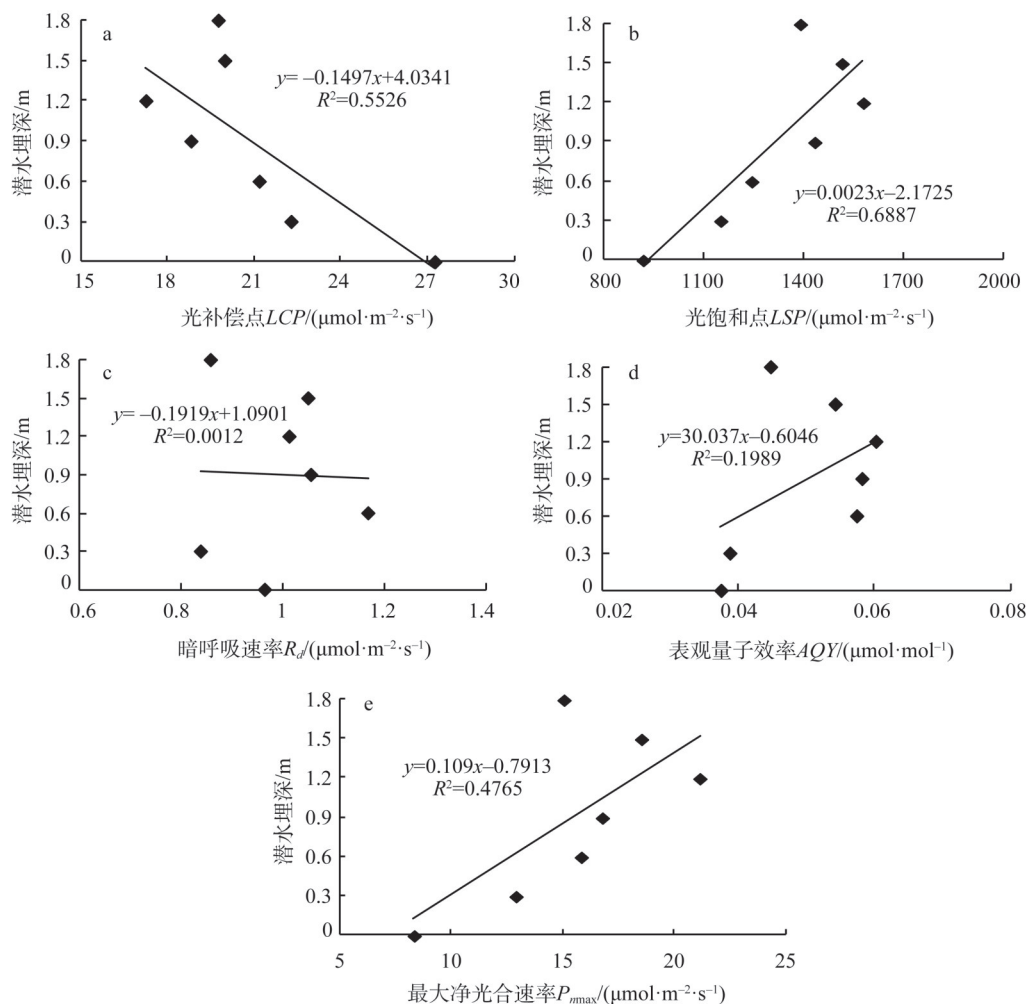 a
1.8
1.5
1.2
0.9
0.6
0.3
0
潜水埋深/m
y= –0.1497x+4.0341
R²=0.5526
15 18 21 24 27 30
光补偿点LCP/(μmol·m⁻²·s⁻¹)
b
1.8
1.5
1.2
0.9
0.6
0.3
0
潜水埋深/m
y=0.0023x–2.1725
R²=0.6887
800 1100 1400 1700 2000
光饱和点LSP/(μmol·m⁻²·s⁻¹)
c
1.8
1.5
1.2
0.9
0.6
0.3
0
潜水埋深/m
y= –0.1919x+1.0901
R²=0.0012
0.6 0.8 1 1.2 1.4
暗呼吸速率Rd/(μmol·m⁻²·s⁻¹)
d
1.8
1.5
1.2
0.9
0.6
0.3
0
潜水埋深/m
y=30.037x–0.6046
R²=0.1989
0.02 0.04 0.06 0.08
表观量子效率AQY/(μmol·mol⁻¹)
e
1.8
1.5
1.2
0.9
0.6
0.3
0
潜水埋深/m
y=0.109x–0.7913
R²=0.4765
5 10 15 20 25
最大净光合速率Pnmax/(μmol·m⁻²·s⁻¹)